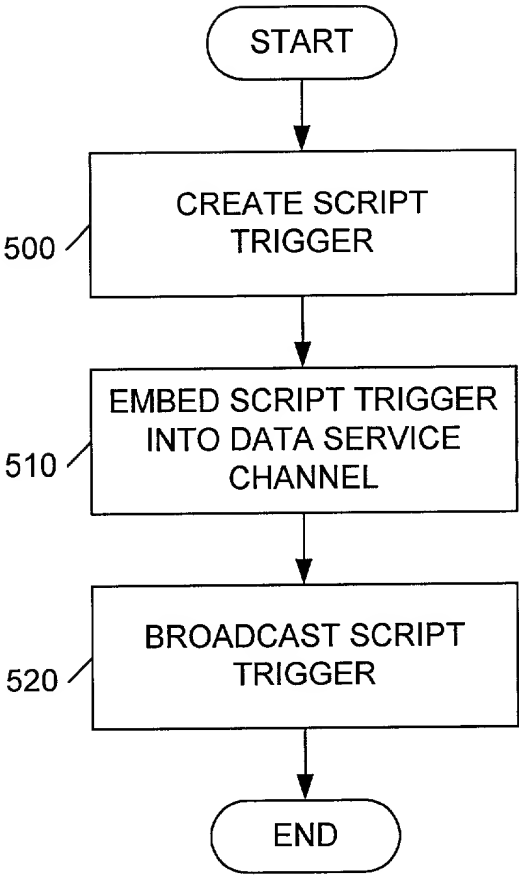 START
CREATE SCRIPT
TRIGGER
500
EMBED SCRIPT TRIGGER
INTO DATA SERVICE
CHANNEL
510
BROADCAST SCRIPT
TRIGGER
520
END